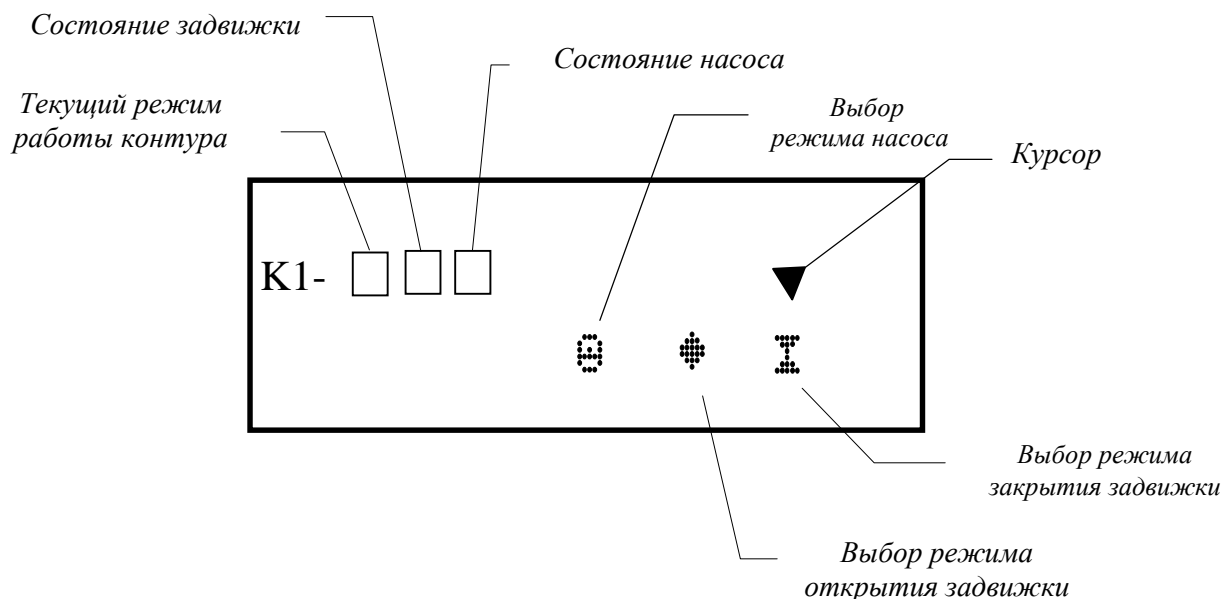 Состояние задвижки
Состояние насоса
Текущий режим
работы контура
Выбор
режима насоса
Курсор
К1-
Выбор режима
закрытия задвижки
Выбор режима
открытия задвижки